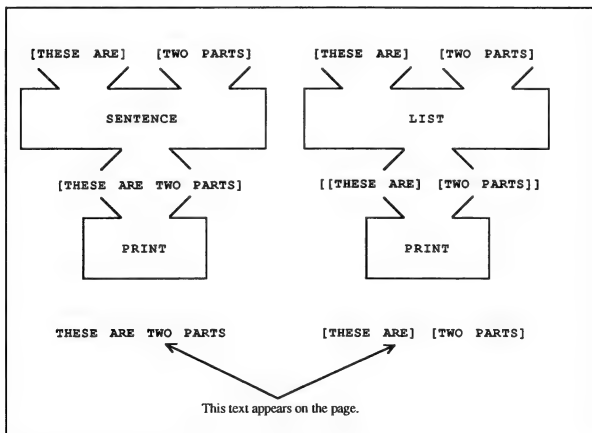 [THESE ARE] [TWO PARTS] [THESE ARE] [TWO PARTS]
SENTENCE LIST
[THESE ARE TWO PARTS] [[THESE ARE] [TWO PARTS]]
PRINT PRINT
THESE ARE TWO PARTS [THESE ARE] [TWO PARTS]
This text appears on the page.